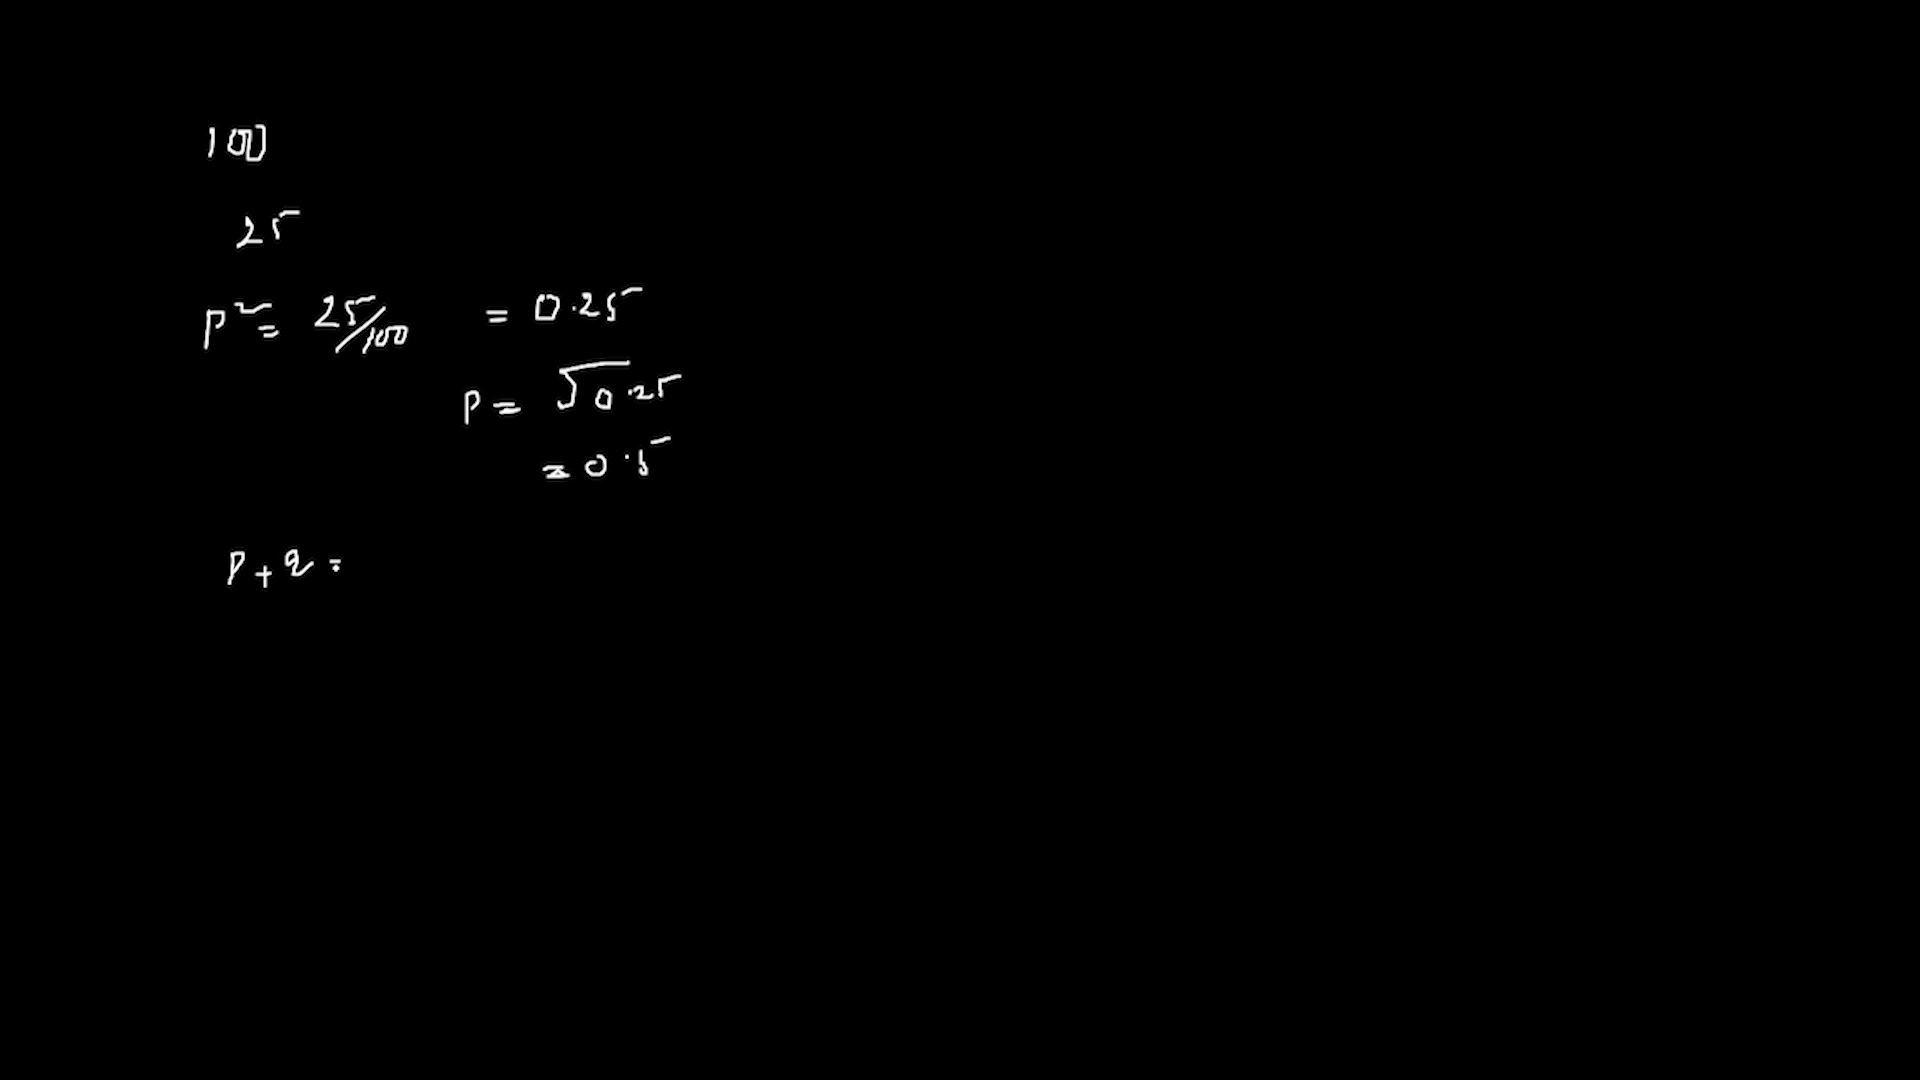 100
25
p² = 25/100 = 0.25
p = √0.25
= 0.5
p + q =